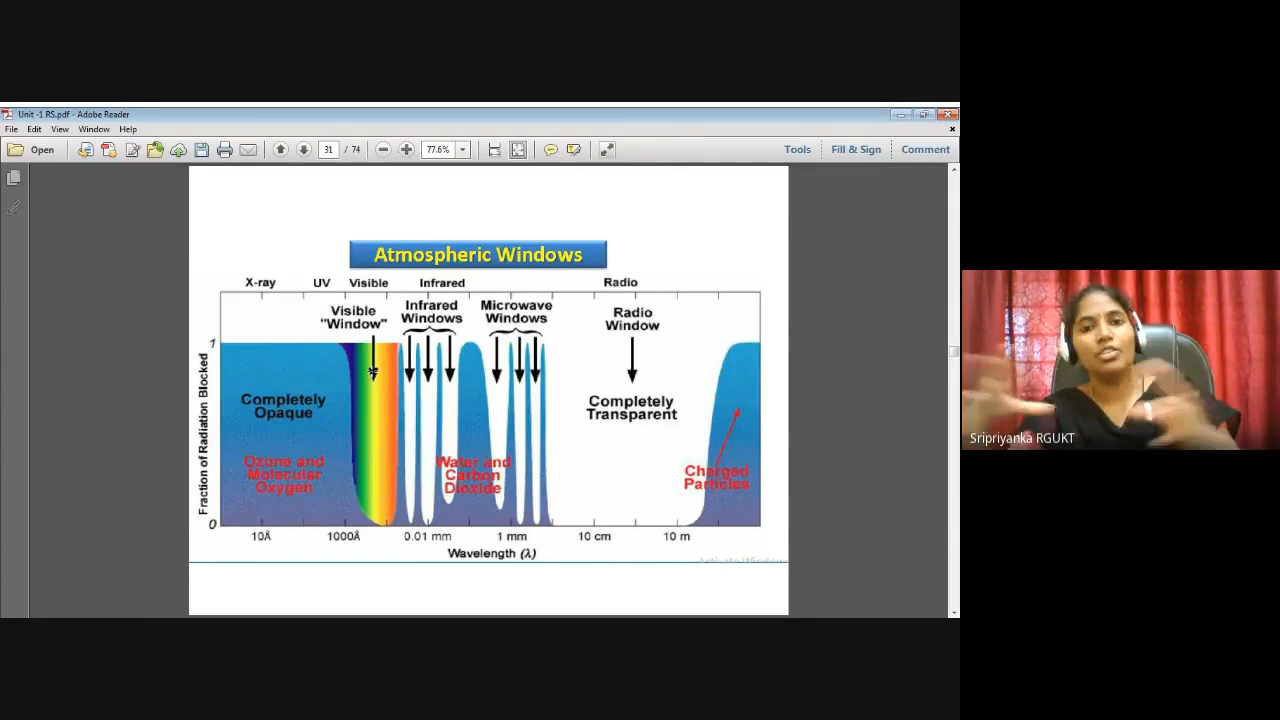 Unit -1 RS.pdf - Adobe Reader
File Edit View Window Help
Open 31 / 74 77.6% Tools Fill & Sign Comment
Atmospheric Windows
X-ray UV Visible Infrared Radio
Visible
"Window"
Infrared
Windows
Microwave
Windows
Radio
Window
1
Completely
Opaque
Completely
Transparent
Ozone and
Molecular
Oxygen
Water and
Carbon
Dioxide
Charged
Particles
Fraction of Radiation Blocked
0
10Å 1000Å 0.01 mm 1 mm 10 cm 10 m
Wavelength (λ)
Activate Windows
Sripriyanka RGUKT